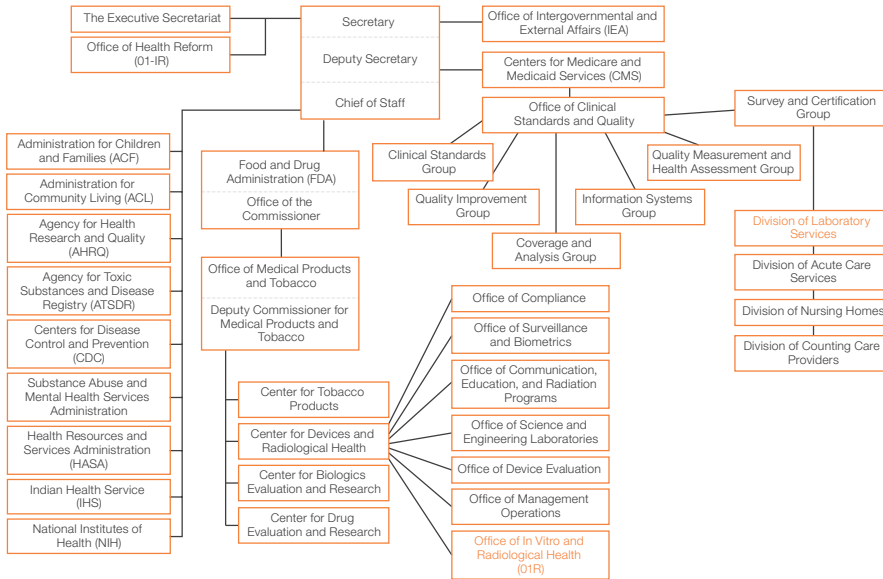 The Executive Secretariat
Office of Health Reform
(01-IR)
Secretary
Deputy Secretary
Chief of Staff
Office of Intergovernmental and
External Affairs (IEA)
Centers for Medicare and
Medicaid Services (CMS)
Office of Clinical
Standards and Quality
Survey and Certification
Group
Clinical Standards
Group
Quality Measurement and
Health Assessment Group
Quality Improvement
Group
Information Systems
Group
Coverage and
Analysis Group
Division of Laboratory
Services
Division of Acute Care
Services
Division of Nursing Homes
Division of Counting Care
Providers
Administration for Children
and Families (ACF)
Administration for
Community Living (ACL)
Agency for Health
Research and Quality
(AHRQ)
Agency for Toxic
Substances and Disease
Registry (ATSDR)
Centers for Disease
Control and Prevention
(CDC)
Substance Abuse and
Mental Health Services
Administration
Health Resources and
Services Administration
(HASA)
Indian Health Service
(IHS)
National Institutes of
Health (NIH)
Food and Drug
Administration (FDA)
Office of the
Commissioner
Office of Medical Products
and Tobacco
Deputy Commissioner for
Medical Products and
Tobacco
Center for Tobacco
Products
Center for Devices and
Radiological Health
Center for Biologics
Evaluation and Research
Center for Drug
Evaluation and Research
Office of Compliance
Office of Surveillance
and Biometrics
Office of Communication,
Education, and Radiation
Programs
Office of Science and
Engineering Laboratories
Office of Device Evaluation
Office of Management
Operations
Office of In Vitro and
Radiological Health
(01R)